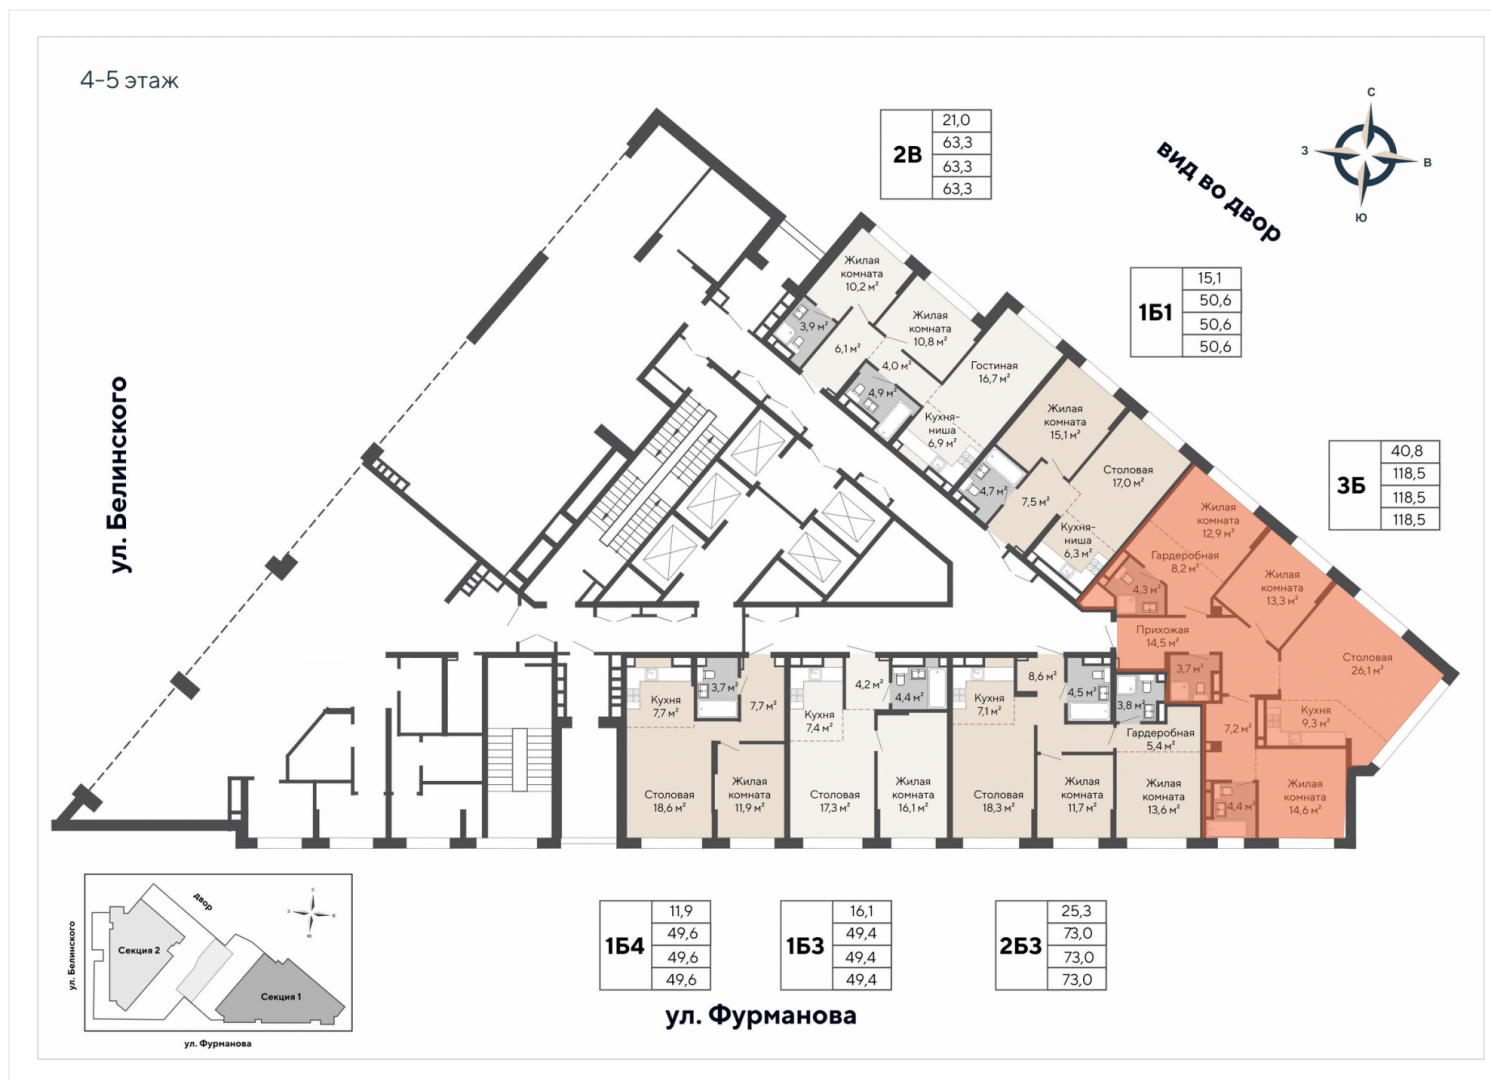 4-5 этаж
2В
21,0
63,3
63,3
63,3
вид во двор
С
З
В
Ю
1Б1
15,1
50,6
50,6
50,6
3Б
40,8
118,5
118,5
118,5
ул. Белинского
Жилая
комната
10,2 м²
3,9 м²
6,1 м²
Жилая
комната
10,8 м²
4,0 м²
4,9 м²
Гостиная
16,7 м²
Кухня-
ниша
6,9 м²
Жилая
комната
15,1 м²
4,7 м²
7,5 м²
Столовая
17,0 м²
Кухня-
ниша
6,3 м²
Жилая
комната
12,9 м²
Гардеробная
8,2 м²
4,3 м²
Жилая
комната
13,3 м²
Прихожая
14,5 м²
3,7 м²
Столовая
26,1 м²
Кухня
9,3 м²
7,2 м²
4,4 м²
Жилая
комната
14,6 м²
Кухня
7,7 м²
3,7 м²
7,7 м²
Столовая
18,6 м²
Жилая
комната
11,9 м²
Кухня
7,4 м²
4,2 м²
4,4 м²
Столовая
17,3 м²
Жилая
комната
16,1 м²
Кухня
7,1 м²
8,6 м²
4,5 м²
3,8 м²
Гардеробная
5,4 м²
Столовая
18,3 м²
Жилая
комната
11,7 м²
Жилая
комната
13,6 м²
1Б4
11,9
49,6
49,6
49,6
1Б3
16,1
49,4
49,4
49,4
2Б3
25,3
73,0
73,0
73,0
ул. Фурманова
двор
С
З
В
Ю
ул. Белинского
Секция 2
Секция 1
ул. Фурманова